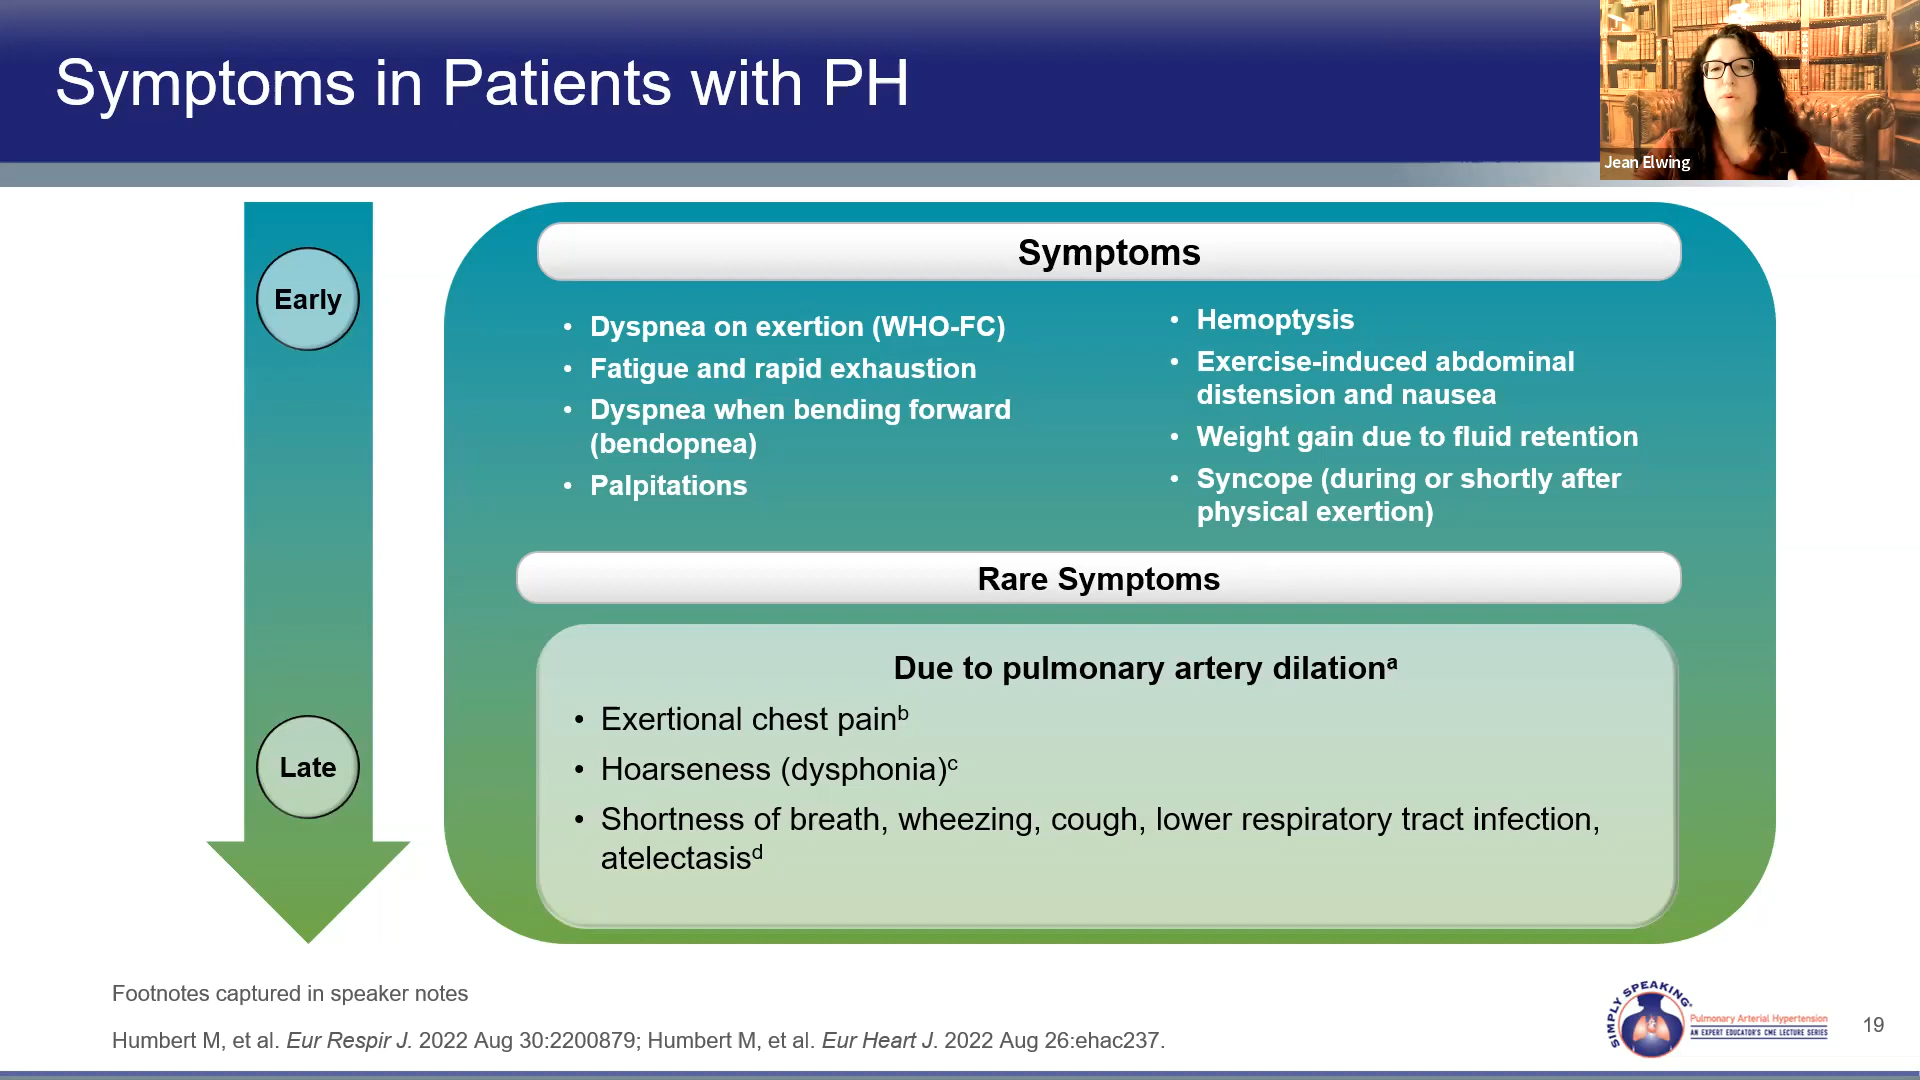 Symptoms in Patients with PH
Jean Elwing
Early
Late
Symptoms
• Dyspnea on exertion (WHO-FC)
• Fatigue and rapid exhaustion
• Dyspnea when bending forward
(bendopnea)
• Palpitations
• Hemoptysis
• Exercise-induced abdominal
distension and nausea
• Weight gain due to fluid retention
• Syncope (during or shortly after
physical exertion)
Rare Symptoms
Due to pulmonary artery dilationᵃ
• Exertional chest painᵇ
• Hoarseness (dysphonia)ᶜ
• Shortness of breath, wheezing, cough, lower respiratory tract infection,
atelectasisᵈ
Footnotes captured in speaker notes
Humbert M, et al. Eur Respir J. 2022 Aug 30:2200879; Humbert M, et al. Eur Heart J. 2022 Aug 26:ehac237.
SIMPLY SPEAKING
Pulmonary Arterial Hypertension
AN EXPERT EDUCATOR'S CME LECTURE SERIES
19